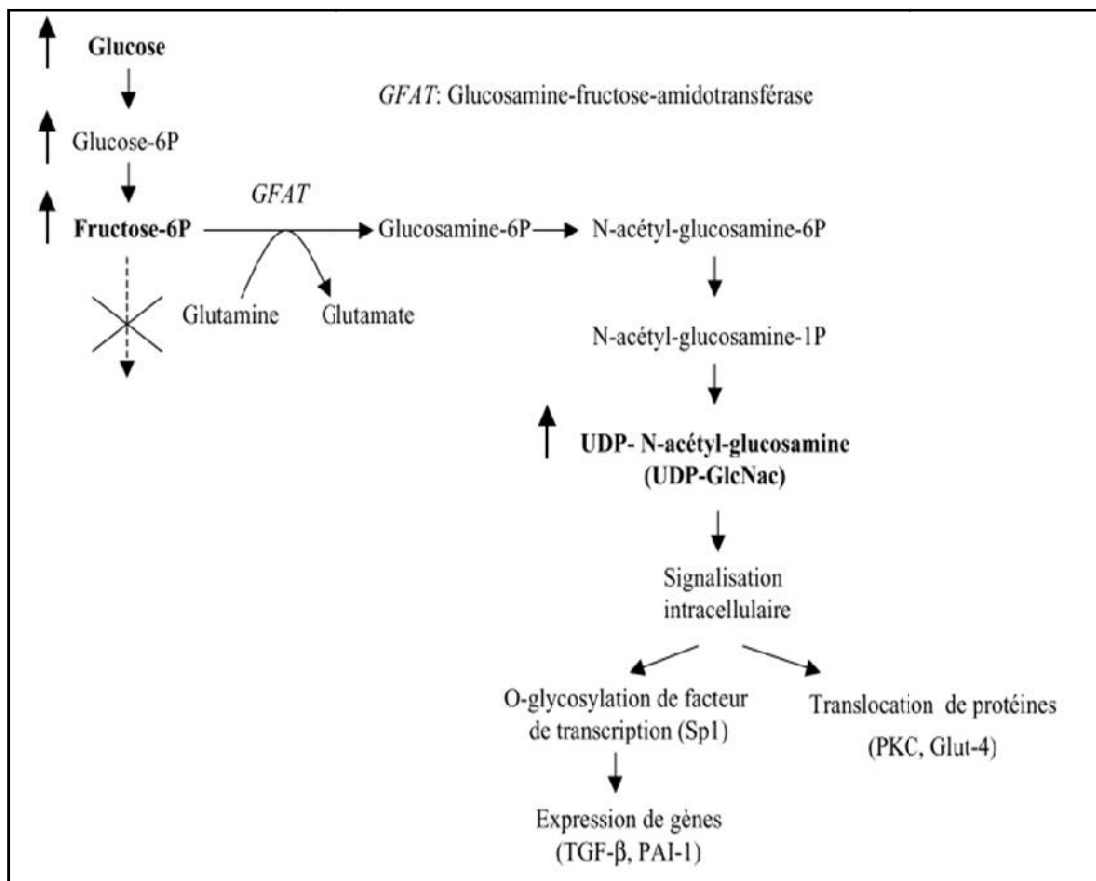 Glucose
GFAT: Glucosamine-fructose-amidotransférase
Glucose-6P
GFAT
Fructose-6P
Glucosamine-6P
N-acétyl-glucosamine-6P
Glutamine
Glutamate
N-acétyl-glucosamine-1P
UDP- N-acétyl-glucosamine
(UDP-GlcNac)
Signalisation
intracellulaire
O-glycosylation de facteur
de transcription (Sp1)
Translocation de protéines
(PKC, Glut-4)
Expression de gènes
(TGF-β, PAI-1)